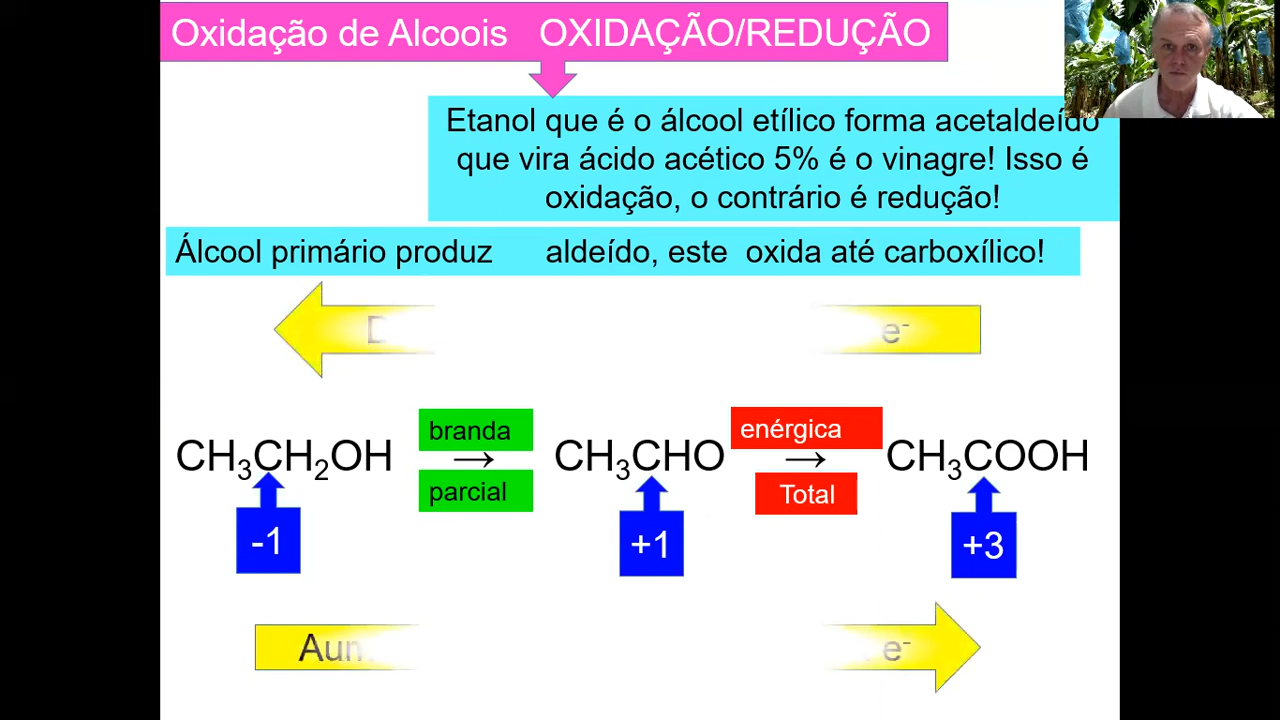 Oxidação de Alcoois OXIDAÇÃO/REDUÇÃO
Etanol que é o álcool etílico forma acetaldeído
que vira ácido acético 5% é o vinagre! Isso é
oxidação, o contrário é redução!
Álcool primário produz aldeído, este oxida até carboxílico!
e⁻
branda
enérgica
CH₃CH₂OH → CH₃CHO → CH₃COOH
parcial
Total
-1
+1
+3
e⁻